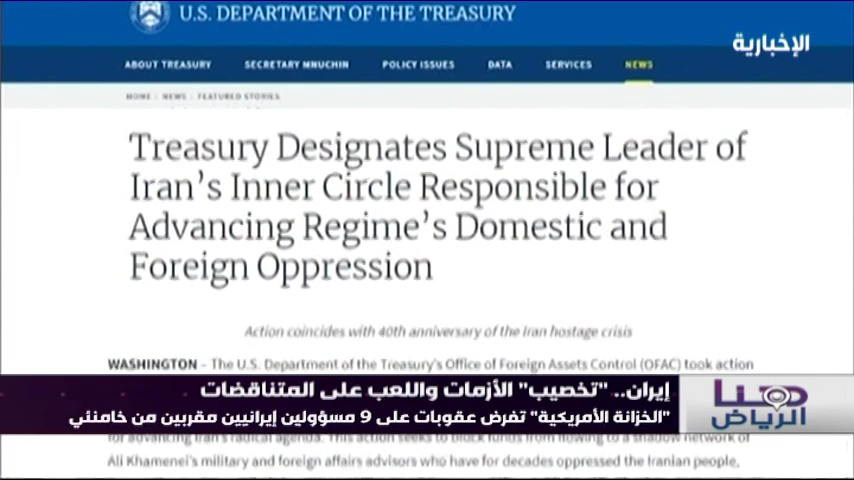 U.S. DEPARTMENT OF THE TREASURY
الإخبارية
ABOUT TREASURY SECRETARY MNUCHIN POLICY ISSUES DATA SERVICES NEWS
HOME › NEWS › FEATURED STORIES
Treasury Designates Supreme Leader of
Iran's Inner Circle Responsible for
Advancing Regime's Domestic and
Foreign Oppression
Action coincides with 40th anniversary of the Iran hostage crisis
WASHINGTON – The U.S. Department of the Treasury's Office of Foreign Assets Control (OFAC) took action
إيران.. "تخصيب" الأزمات واللعب على المتناقضات
"الخزانة الأمريكية" تفرض عقوبات على 9 مسؤولين إيرانيين مقربين من خامنئي
هنا
الرياض
for advancing Iran's radical agenda. This action seeks to block funds from flowing to a shadow network of
Ali Khamenei's military and foreign affairs advisors who have for decades oppressed the Iranian people,